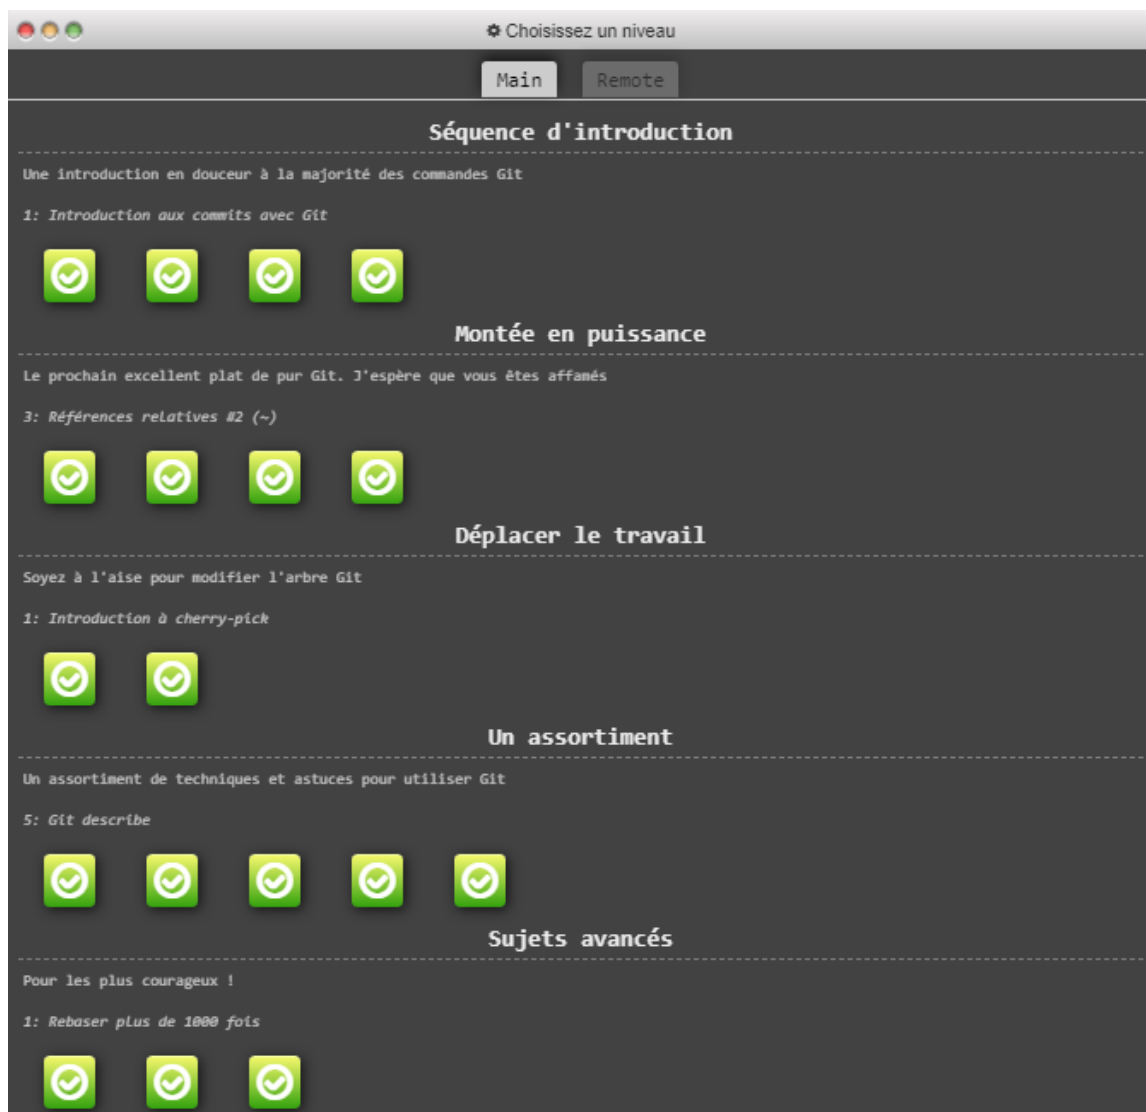 Choisissez un niveau
Main Remote
Séquence d'introduction
Une introduction en douceur à la majorité des commandes Git
1: Introduction aux commits avec Git
Montée en puissance
Le prochain excellent plat de pur Git. J'espère que vous êtes affamés
3: Références relatives #2 (~)
Déplacer le travail
Soyez à l'aise pour modifier l'arbre Git
1: Introduction à cherry-pick
Un assortiment
Un assortiment de techniques et astuces pour utiliser Git
5: Git describe
Sujets avancés
Pour les plus courageux !
1: Rebaser plus de 1000 fois